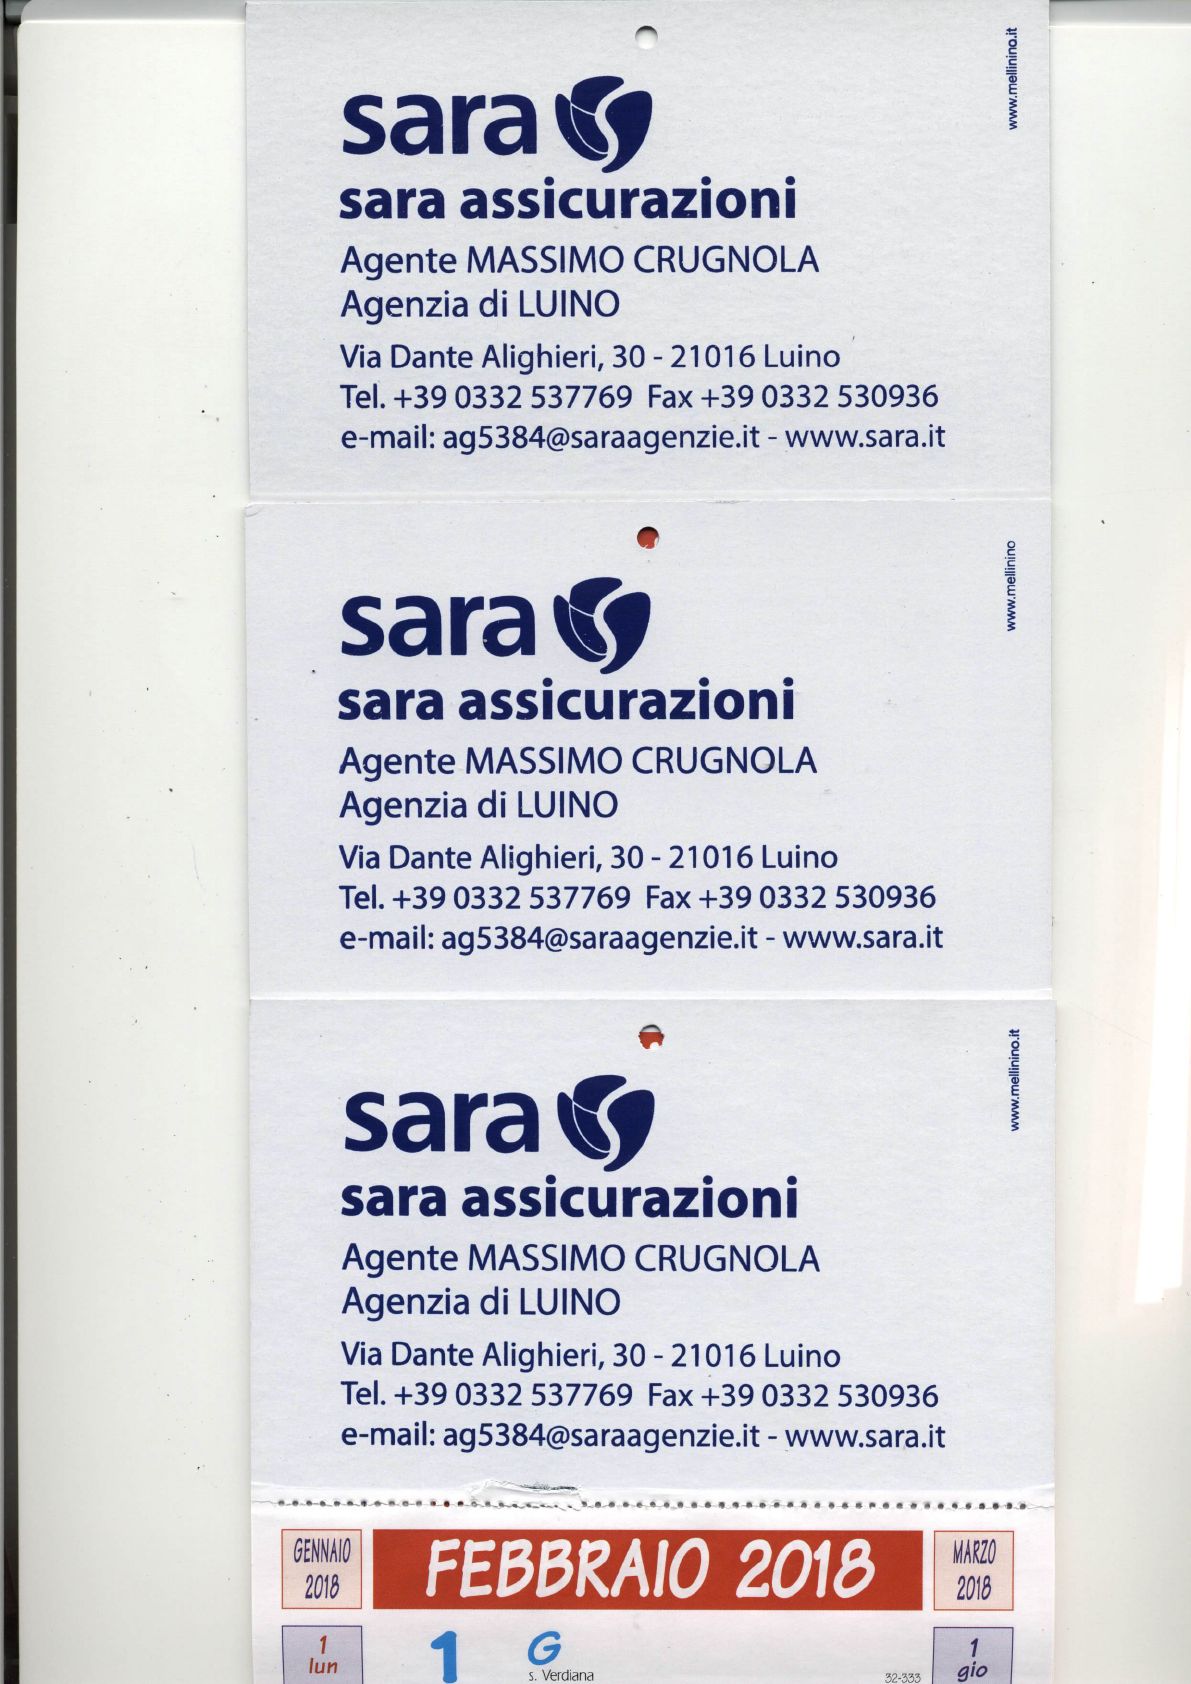 www.mellinino.it
sara
sara assicurazioni
Agente MASSIMO CRUGNOLA
Agenzia di LUINO
Via Dante Alighieri, 30 - 21016 Luino
Tel. +39 0332 537769 Fax +39 0332 530936
e-mail: ag5384@saraagenzie.it - www.sara.it
www.mellinino
sara
sara assicurazioni
Agente MASSIMO CRUGNOLA
Agenzia di LUINO
Via Dante Alighieri, 30 - 21016 Luino
Tel. +39 0332 537769 Fax +39 0332 530936
e-mail: ag5384@saraagenzie.it - www.sara.it
www.mellinino.it
sara
sara assicurazioni
Agente MASSIMO CRUGNOLA
Agenzia di LUINO
Via Dante Alighieri, 30 - 21016 Luino
Tel. +39 0332 537769 Fax +39 0332 530936
e-mail: ag5384@saraagenzie.it - www.sara.it
GENNAIO
2018
FEBBRAIO 2018
MARZO
2018
1
lun
1 G
s. Verdiana
32-333
1
gio